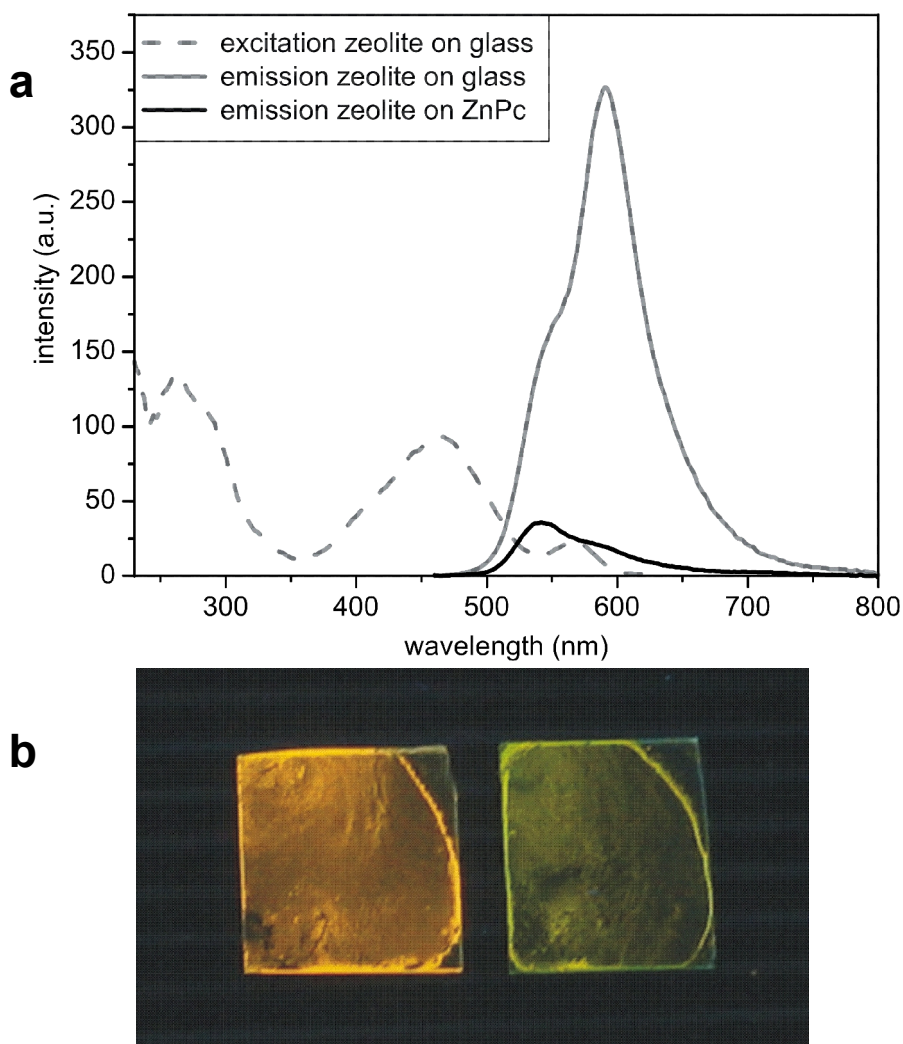 a
excitation zeolite on glass
emission zeolite on glass
emission zeolite on ZnPc
350
300
250
200
150
100
50
0
intensity (a.u.)
300 400 500 600 700 800
wavelength (nm)
b